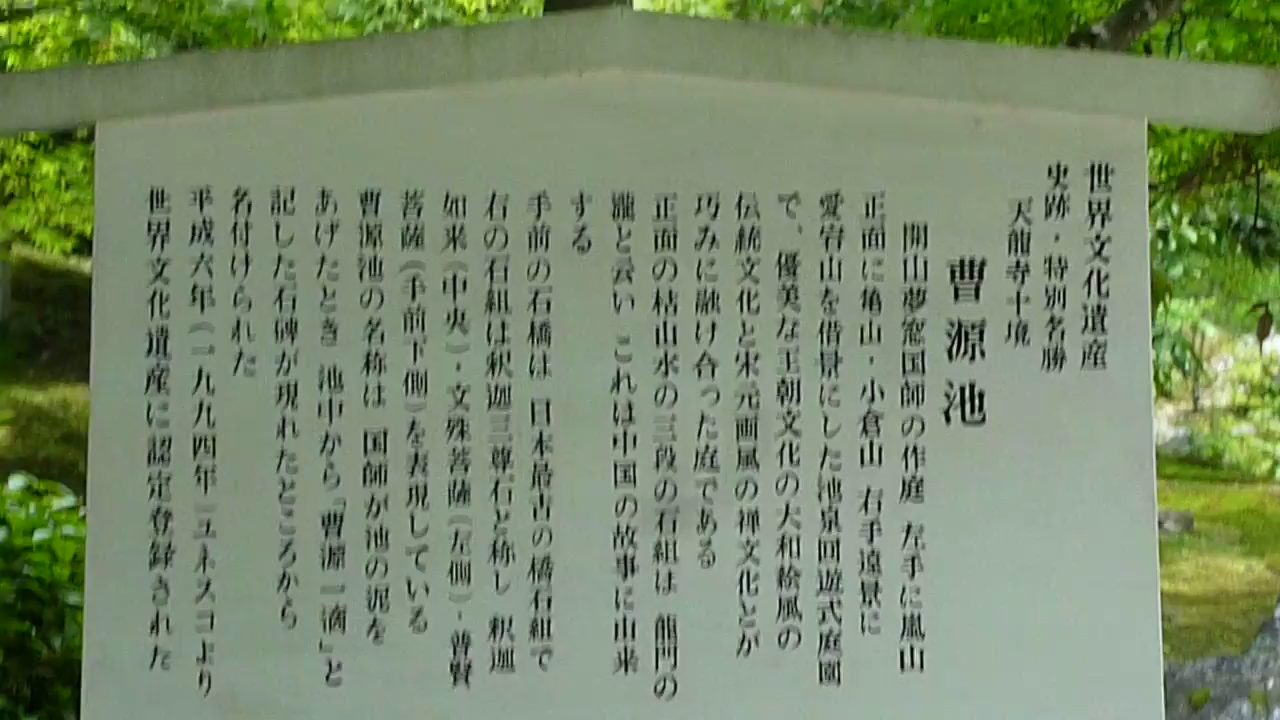 世界文化遺産
史跡・特別名勝
天龍寺十境
曹源池
開山夢窓国師の作庭 左手に嵐山
正面に亀山・小倉山 右手遠景に
愛宕山を借景にした池泉回遊式庭園
で、優美な王朝文化の大和絵風の
伝統文化と宋元画風の禅文化とが
巧みに融け合った庭である
正面の枯山水の三段の石組は 龍門の
瀧と云い これは中国の故事に由来
する
手前の石橋は 日本最古の橋石組で
右の石組は釈迦三尊石と称し 釈迦
如来(中央)・文殊菩薩(左側)・普賢
菩薩(手前下側)を表現している
曹源池の名称は 国師が池の泥を
あげたとき 池中から「曹源一滴」と
記した石碑が現れたところから
名付けられた
平成六年(一九九四年)ユネスコより
世界文化遺産に認定登録された